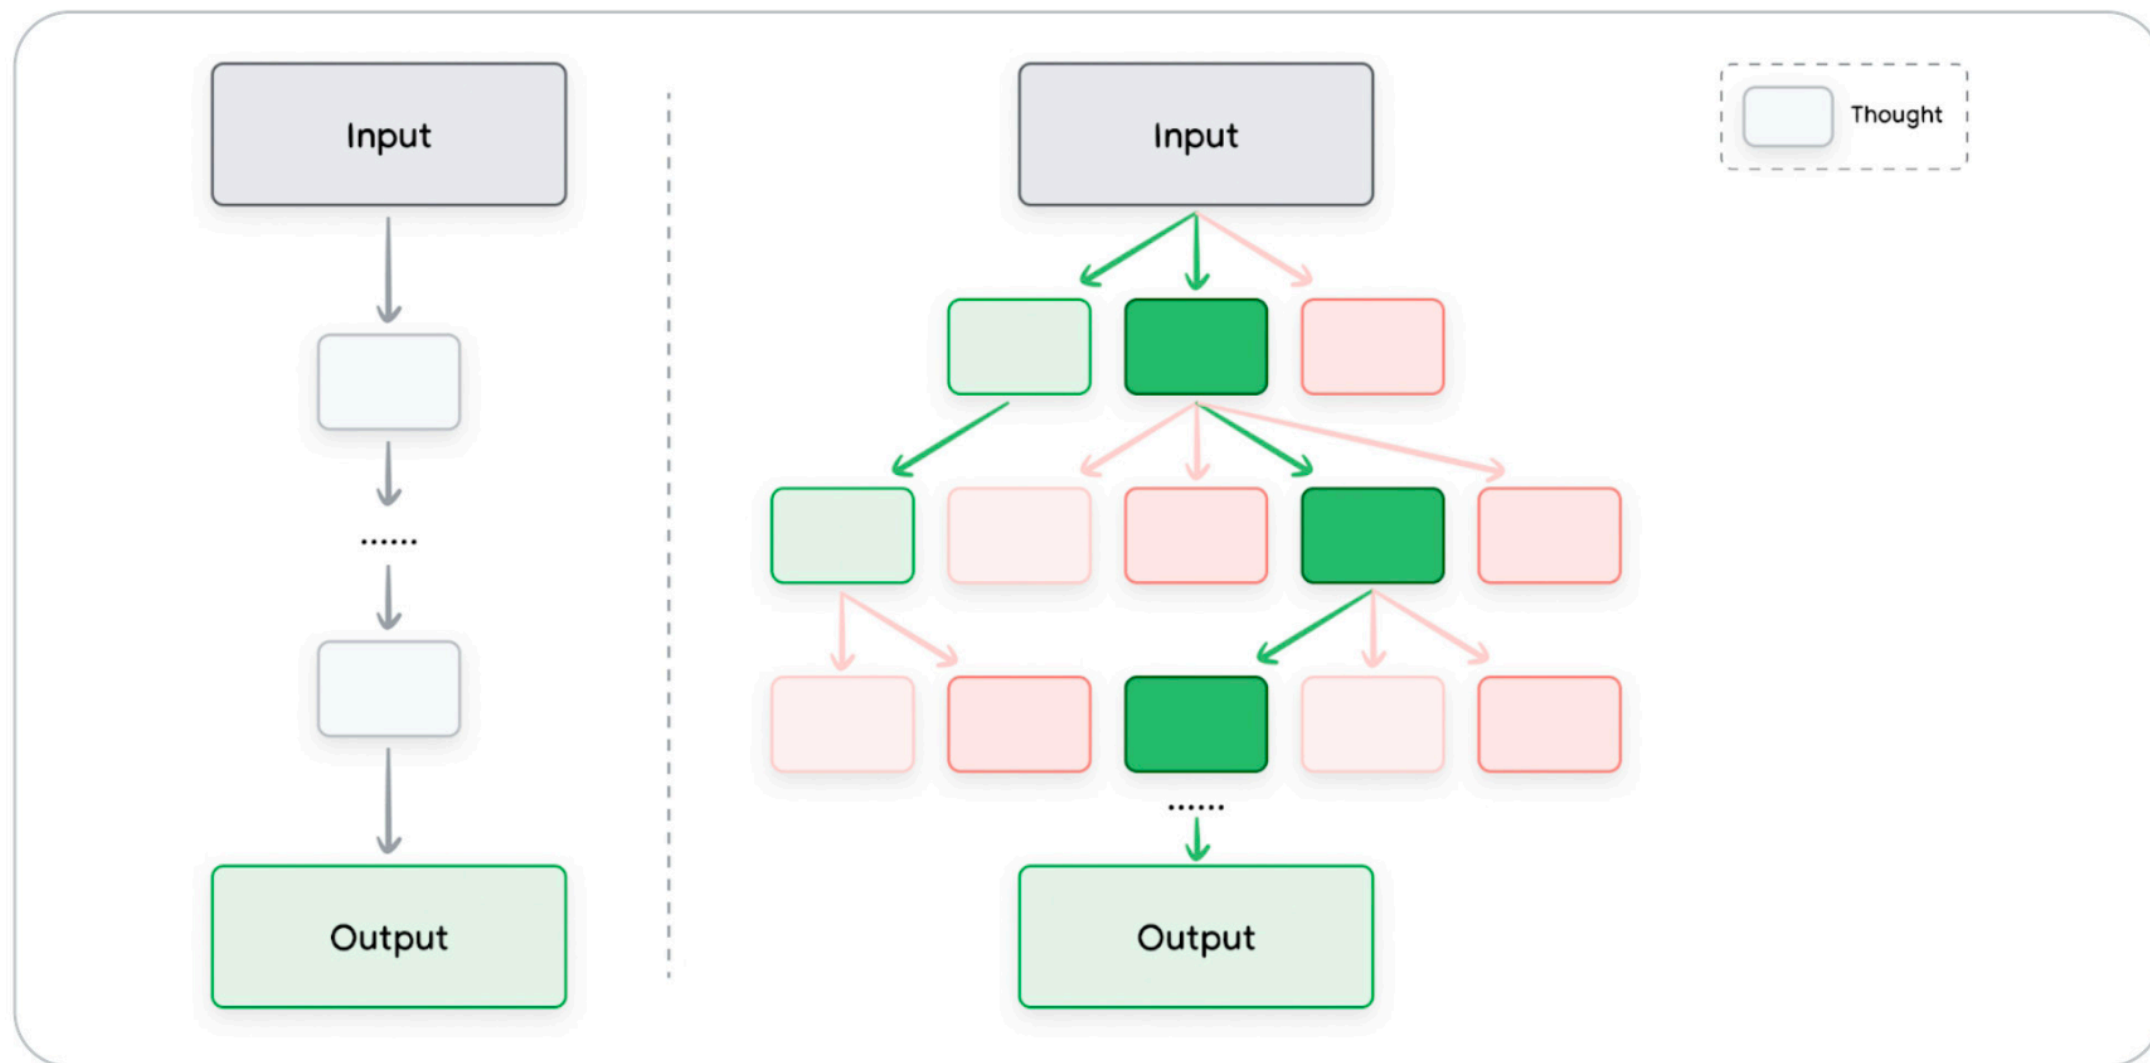 Input
......
Output
Input
......
Output
Thought